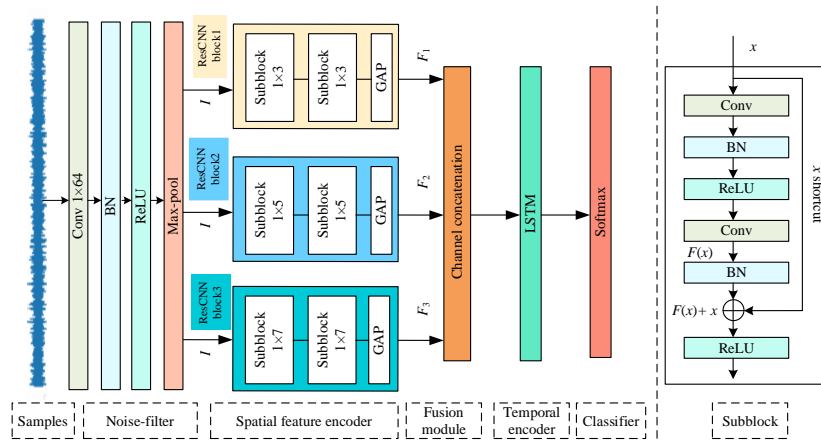 Conv 1×64
BN
ReLU
Max-pool
I
ResCNN
block1
Subblock
1×3
Subblock
1×3
GAP
F1
I
ResCNN
block2
Subblock
1×5
Subblock
1×5
GAP
F2
I
ResCNN
block3
Subblock
1×7
Subblock
1×7
GAP
F3
Channel concatenation
LSTM
Softmax
x
Conv
BN
ReLU
Conv
F(x)
BN
F(x)+ x
ReLU
x shortcut
Samples
Noise-filter
Spatial feature encoder
Fusion
module
Temporal
encoder
Classifier
Subblock